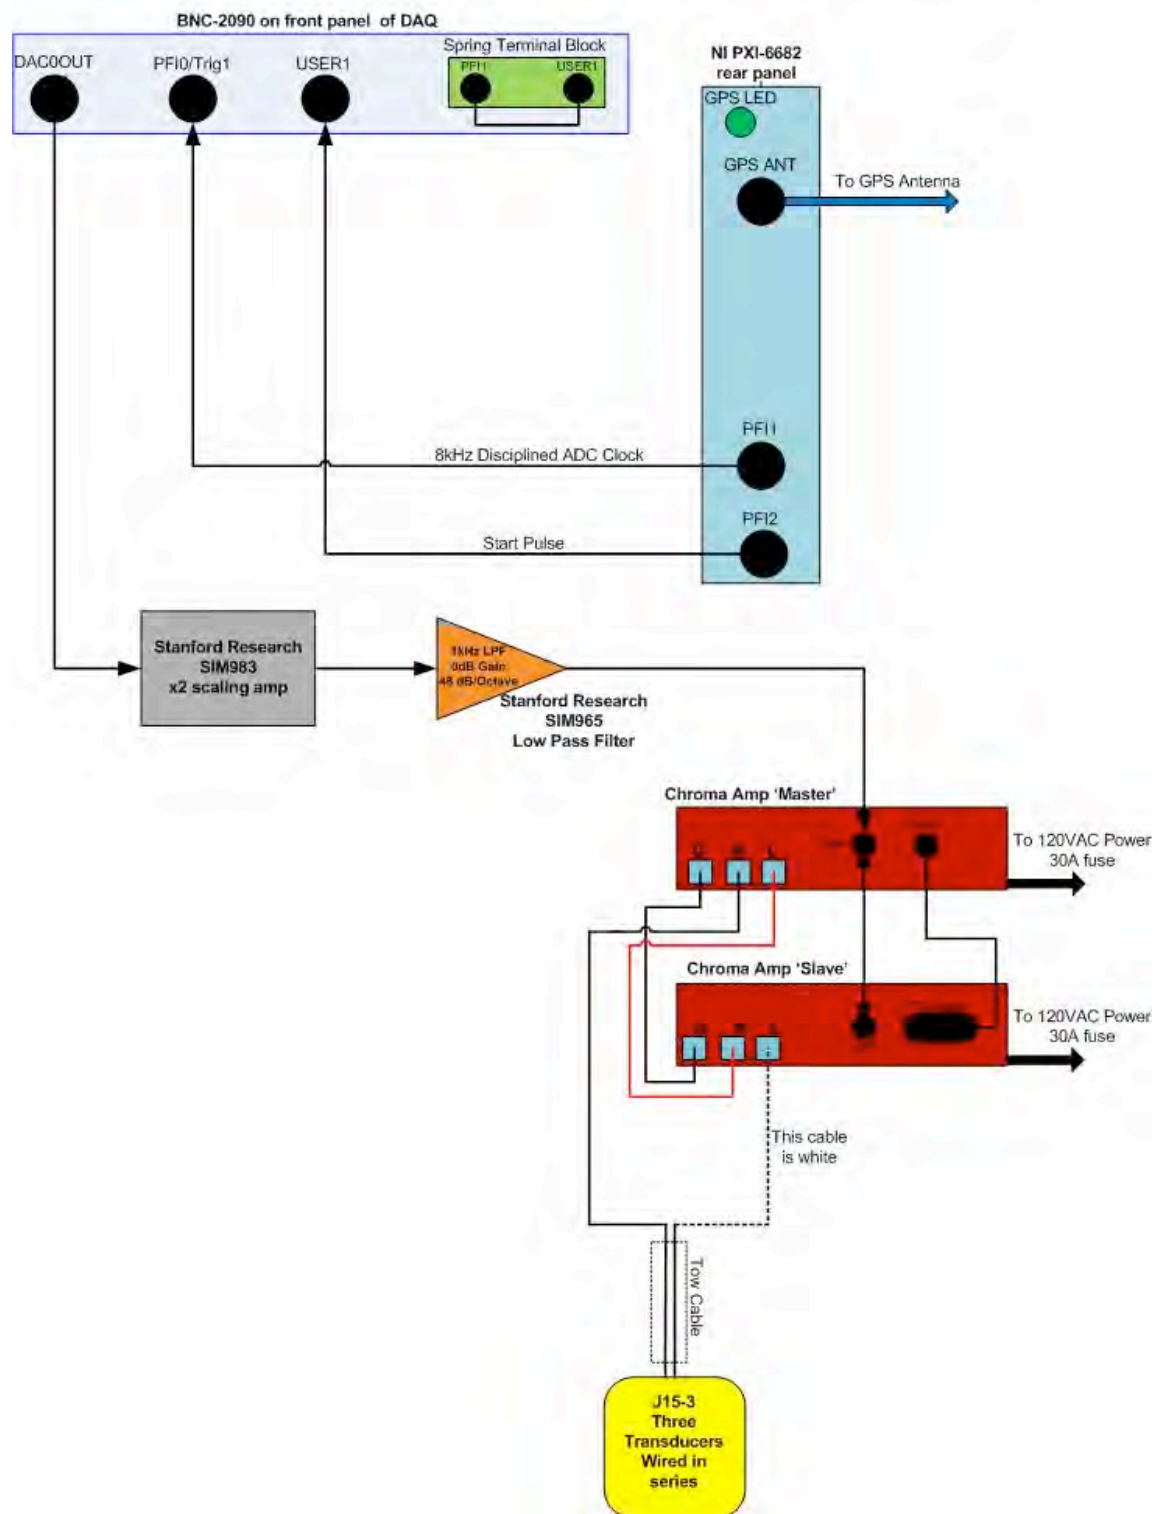 BNC-2090 on front panel of DAQ
DAC0OUT
PFI0/Trig1
USER1
Spring Terminal Block
PFI1
USER1
NI PXI-6682
rear panel
GPS LED
GPS ANT
To GPS Antenna
PFI1
8kHz Disciplined ADC Clock
PFI2
Start Pulse
Stanford Research
SIM983
x2 scaling amp
1kHz LPF
0dB Gain
48 dB/Octave
Stanford Research
SIM965
Low Pass Filter
Chroma Amp 'Master'
To 120VAC Power
30A fuse
Chroma Amp 'Slave'
To 120VAC Power
30A fuse
This cable
is white
Tow Cable
J15-3
Three
Transducers
Wired in
series